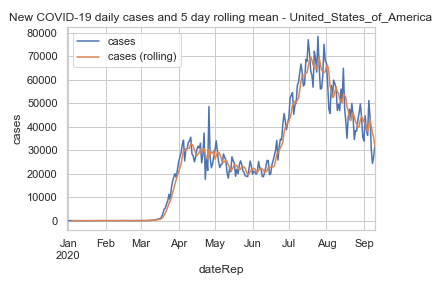 New COVID-19 daily cases and 5 day rolling mean - United_States_of_America
cases
cases (rolling)
80000
70000
60000
50000
40000
30000
20000
10000
0
cases
Jan Feb Mar Apr May Jun Jul Aug Sep
2020
dateRep